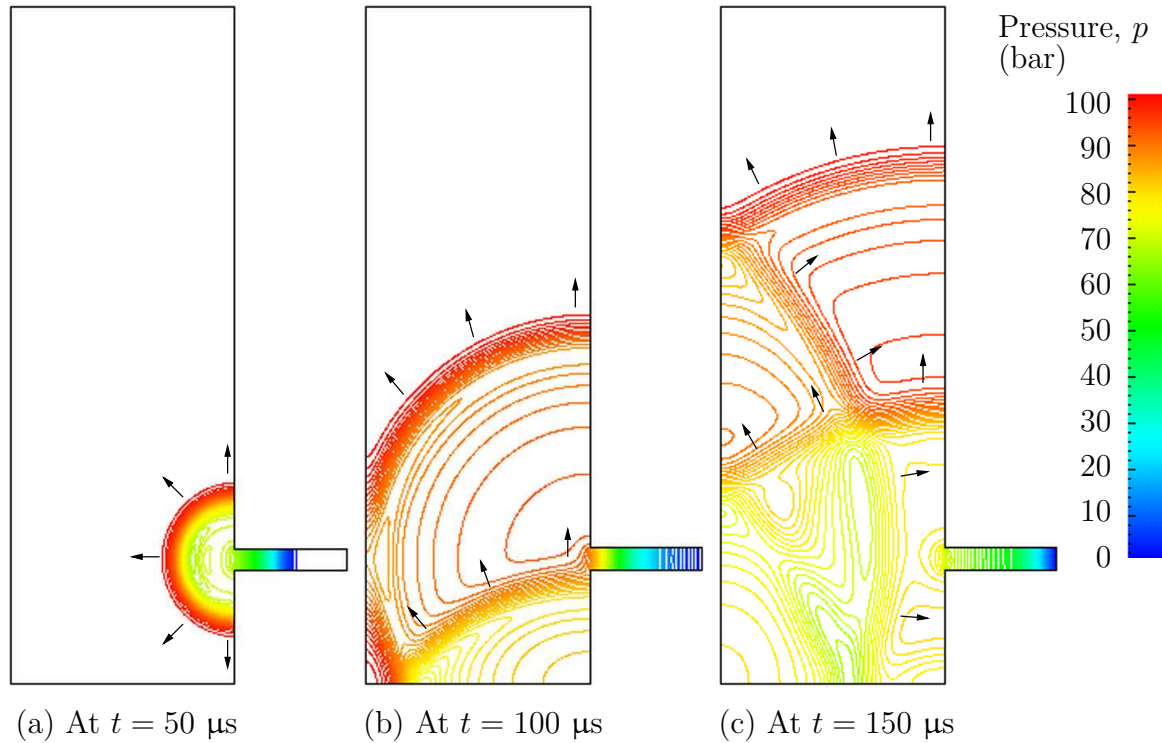 Pressure, p
(bar)
100
90
80
70
60
50
40
30
20
10
0
(a) At t = 50 μs
(b) At t = 100 μs
(c) At t = 150 μs